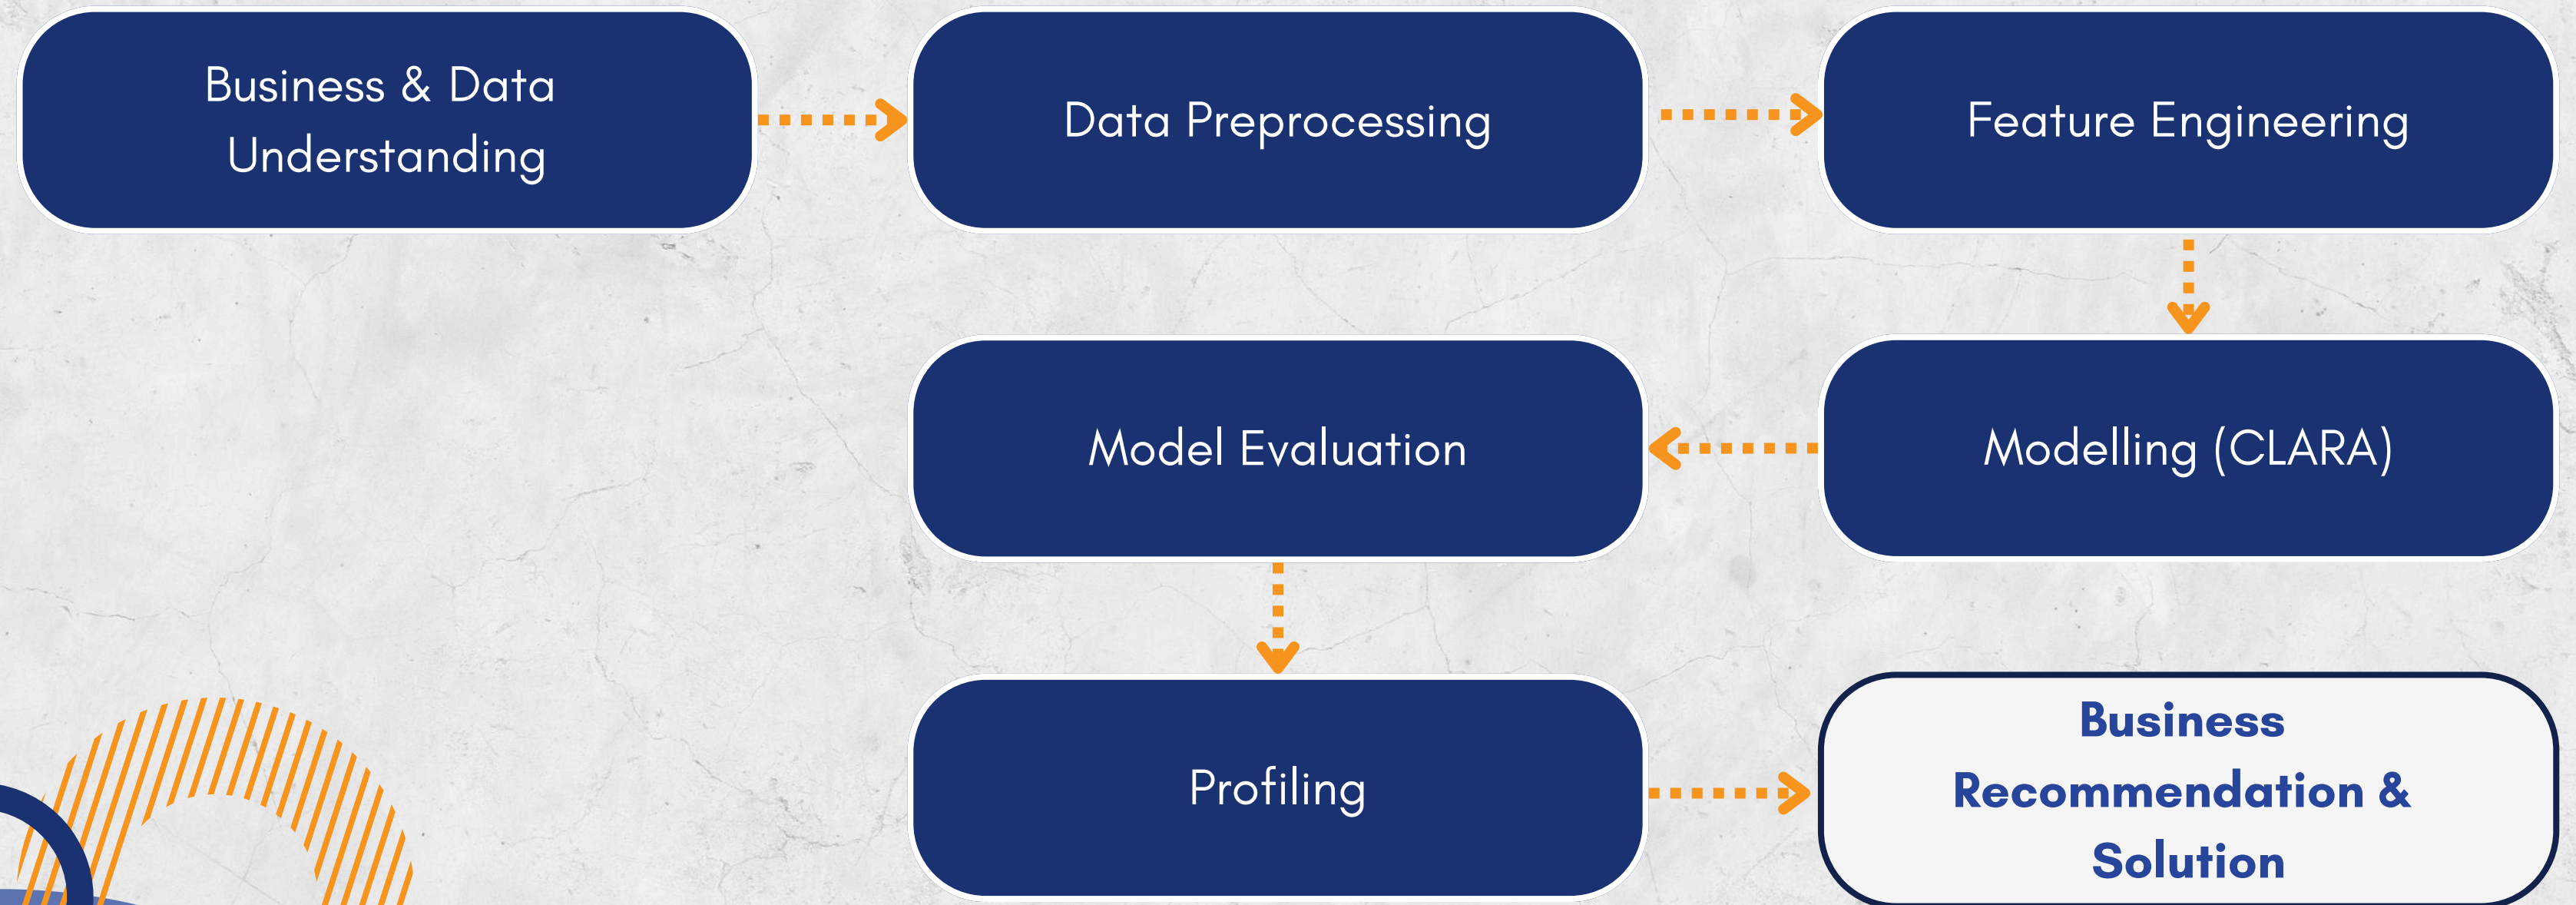 Business & Data
Understanding
Data Preprocessing
Feature Engineering
Modelling (CLARA)
Model Evaluation
Profiling
Business
Recommendation &
Solution